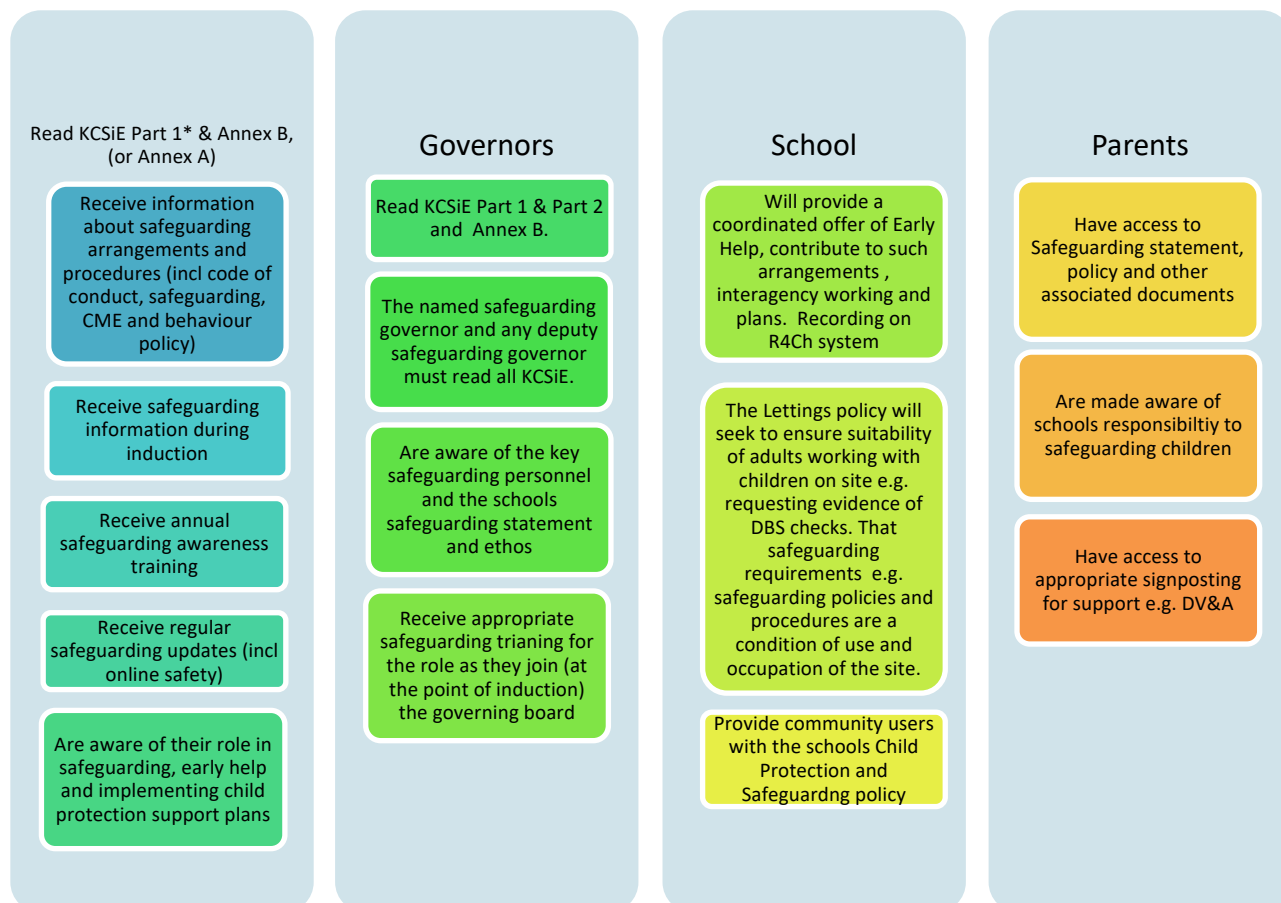 Read KCSiE Part 1* & Annex B,
(or Annex A)
Receive information
about safeguarding
arrangements and
procedures (incl code of
conduct, safeguarding,
CME and behaviour
policy)
Receive safeguarding
information during
induction
Receive annual
safeguarding awareness
training
Receive regular
safeguarding updates (incl
online safety)
Are aware of their role in
safeguarding, early help
and implementing child
protection support plans
Governors
Read KCSiE Part 1 & Part 2
and Annex B.
The named safeguarding
governor and any deputy
safeguarding governor
must read all KCSiE.
Are aware of the key
safeguarding personnel
and the schools
safeguarding statement
and ethos
Receive appropriate
safeguarding trianing for
the role as they join (at
the point of induction)
the governing board
School
Will provide a
coordinated offer of Early
Help, contribute to such
arrangements ,
interagency working and
plans. Recording on
R4Ch system
The Lettings policy will
seek to ensure suitability
of adults working with
children on site e.g.
requesting evidence of
DBS checks. That
safeguarding
requirements e.g.
safeguarding policies and
procedures are a
condition of use and
occupation of the site.
Provide community users
with the schools Child
Protection and
Safeguardng policy
Parents
Have access to
Safeguarding statement,
policy and other
associated documents
Are made aware of
schools responsibiltiy to
safeguarding children
Have access to
appropriate signposting
for support e.g. DV&A